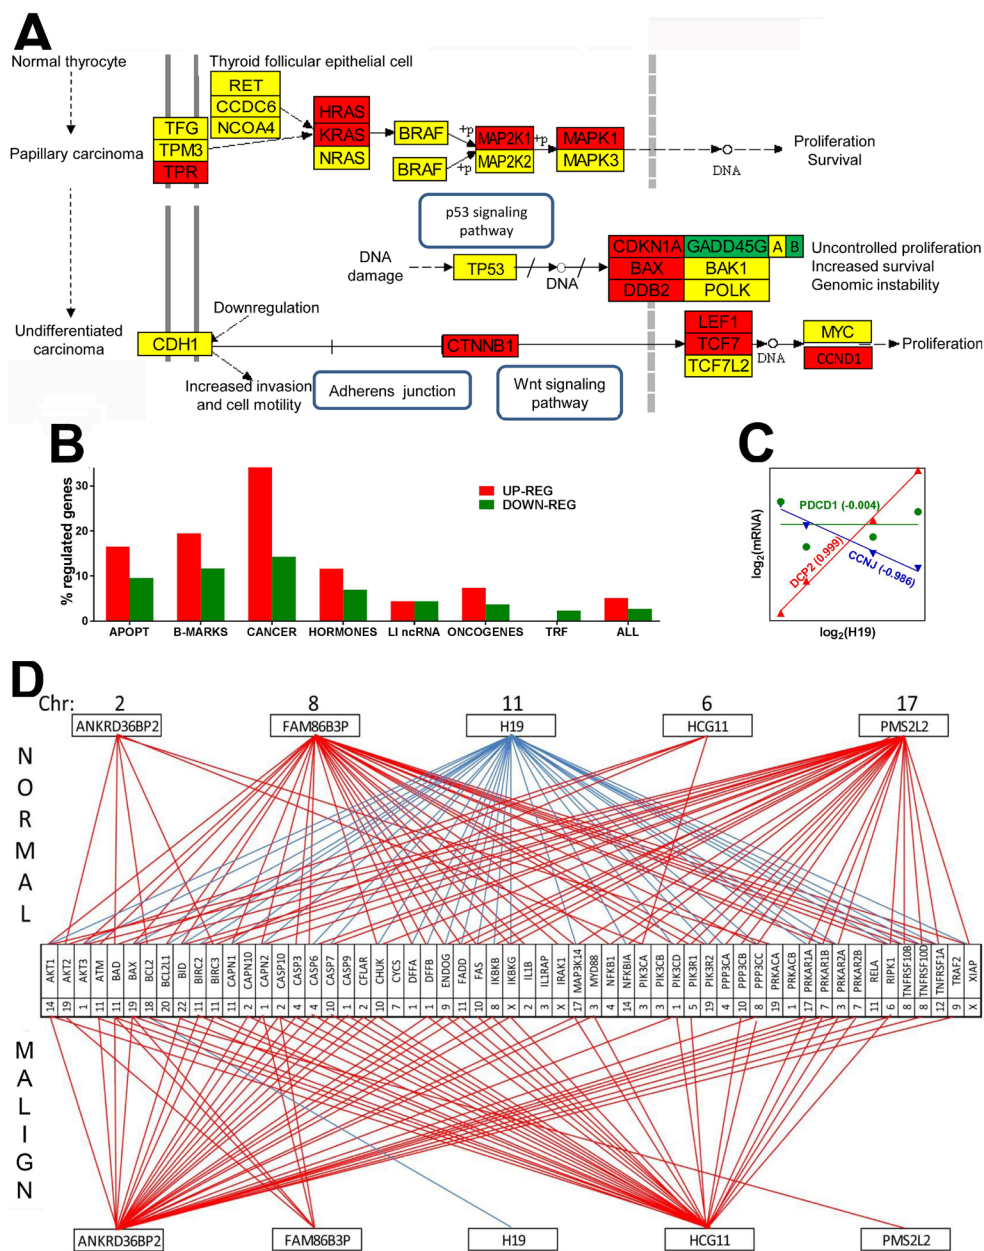 A
Normal thyrocyte
Thyroid follicular epithelial cell
RET
CCDC6
NCOA4
TFG
TPM3
TPR
HRAS
KRAS
NRAS
BRAF
BRAF
+p
+p
MAP2K1
MAP2K2
+p
MAPK1
MAPK3
DNA
Proliferation
Survival
Papillary carcinoma
p53 signaling
pathway
DNA
damage
TP53
DNA
CDKN1A
GADD45G
A
B
BAX
BAK1
DDB2
POLK
Uncontrolled proliferation
Increased survival
Genomic instability
Undifferentiated
carcinoma
Downregulation
CDH1
CTNNB1
LEF1
TCF7
TCF7L2
DNA
MYC
CCND1
Proliferation
Increased invasion
and cell motility
Adherens junction
Wnt signaling
pathway
B
% regulated genes
30
20
10
0
UP-REG
DOWN-REG
APOPT B-MARKS CANCER HORMONES LI ncRNA ONCOGENES TRF ALL
C
log2(mRNA)
PDCD1 (-0.004)
DCP2 (0.999)
CCNJ (-0.986)
log2(H19)
D
Chr: 2 8 11 6 17
ANKRD36BP2 FAM86B3P H19 HCG11 PMS2L2
NORMAL
AKT1 AKT2 AKT3 ATM BAD BAX BCL2 BCL2L1 BID BIRC2 BIRC3 CAPN1 CAPN10 CAPN2 CASP10 CASP3 CASP6 CASP7 CASP9 CFLAR CHUK CYCS DFFA DFFB ENDOG FADD FAS IKBKB IKBKG IL1B IL1RAP IRAK1 MAP3K14 MYD88 NFKB1 NFKBIA PIK3CA PIK3CB PIK3CD PIK3R1 PIK3R2 PPP3CA PPP3CB PPP3CC PRKACA PRKACB PRKAR1A PRKAR1B PRKAR2A PRKAR2B RELA RIPK1 TNFRSF10B TNFRSF10D TNFRSF1A TRAF2 XIAP
14 19 1 11 11 19 18 20 22 11 11 11 2 1 2 4 4 10 1 2 10 7 1 1 9 11 10 8 X 2 3 X 17 3 4 14 3 3 1 5 19 4 10 8 19 1 17 7 3 7 11 6 8 8 12 9 X
MALIGN
ANKRD36BP2 FAM86B3P H19 HCG11 PMS2L2